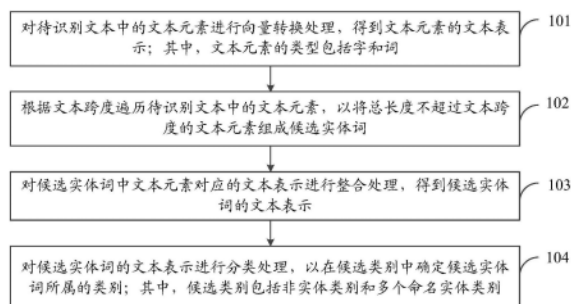 对待识别文本中的文本元素进行向量转换处理，得到文本元素的文本表
示；其中，文本元素的类型包括字和词
101
根据文本跨度遍历待识别文本中的文本元素，以将总长度不超过文本跨
度的文本元素组成候选实体词
102
对候选实体词中文本元素对应的文本表示进行整合处理，得到候选实体
词的文本表示
103
对候选实体词的文本表示进行分类处理，以在候选类别中确定候选实体
词所属的类别；其中，候选类别包括非实体类别和多个命名实体类别
104